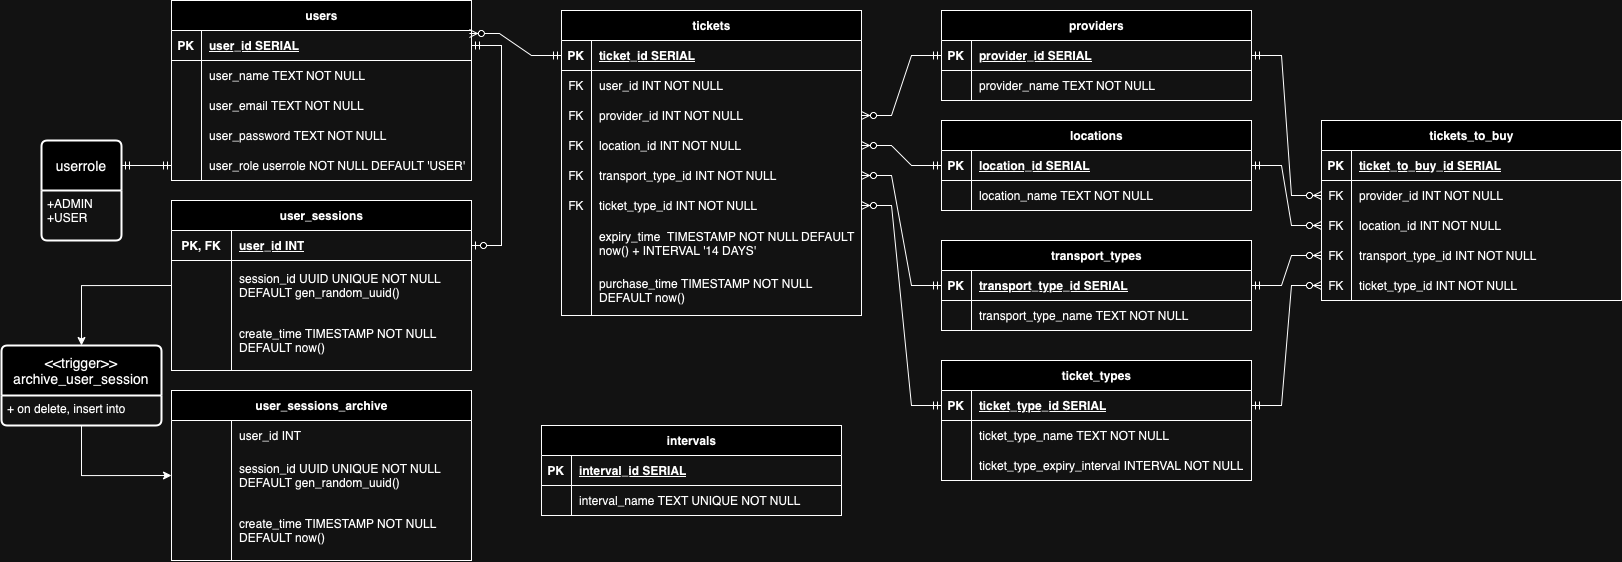 users
PK user_id SERIAL
user_name TEXT NOT NULL
user_email TEXT NOT NULL
user_password TEXT NOT NULL
user_role userrole NOT NULL DEFAULT 'USER'
userrole
+ADMIN
+USER
user_sessions
PK, FK user_id INT
session_id UUID UNIQUE NOT NULL
DEFAULT gen_random_uuid()
create_time TIMESTAMP NOT NULL
DEFAULT now()
<<trigger>>
archive_user_session
+ on delete, insert into
user_sessions_archive
user_id INT
session_id UUID UNIQUE NOT NULL
DEFAULT gen_random_uuid()
create_time TIMESTAMP NOT NULL
DEFAULT now()
tickets
PK ticket_id SERIAL
FK user_id INT NOT NULL
FK provider_id INT NOT NULL
FK location_id INT NOT NULL
FK transport_type_id INT NOT NULL
FK ticket_type_id INT NOT NULL
expiry_time TIMESTAMP NOT NULL DEFAULT
now() + INTERVAL '14 DAYS'
purchase_time TIMESTAMP NOT NULL
DEFAULT now()
intervals
PK interval_id SERIAL
interval_name TEXT UNIQUE NOT NULL
providers
PK provider_id SERIAL
provider_name TEXT NOT NULL
locations
PK location_id SERIAL
location_name TEXT NOT NULL
transport_types
PK transport_type_id SERIAL
transport_type_name TEXT NOT NULL
ticket_types
PK ticket_type_id SERIAL
ticket_type_name TEXT NOT NULL
ticket_type_expiry_interval INTERVAL NOT NULL
tickets_to_buy
PK ticket_to_buy_id SERIAL
FK provider_id INT NOT NULL
FK location_id INT NOT NULL
FK transport_type_id INT NOT NULL
FK ticket_type_id INT NOT NULL